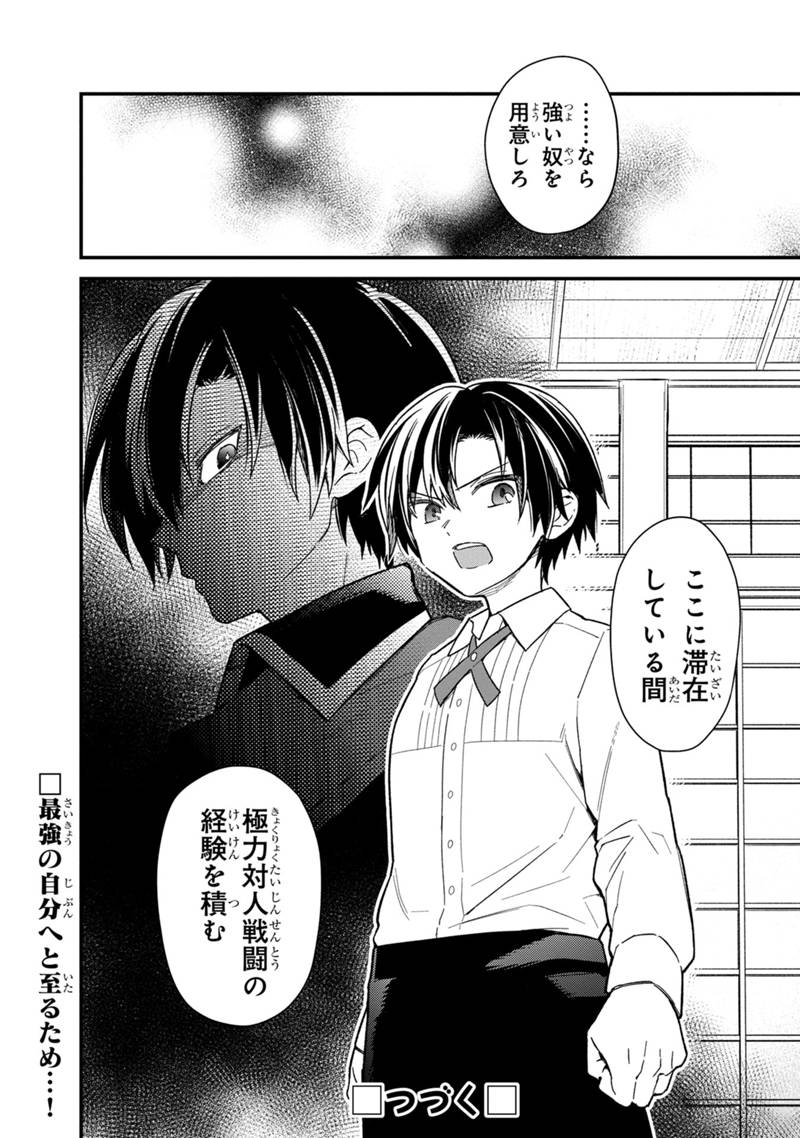 ……なら
強い奴を
用意しろ
ここに滞在
している間
極力対人戦闘の
経験を積む
□最強の自分へと至るため…！
□つづく□